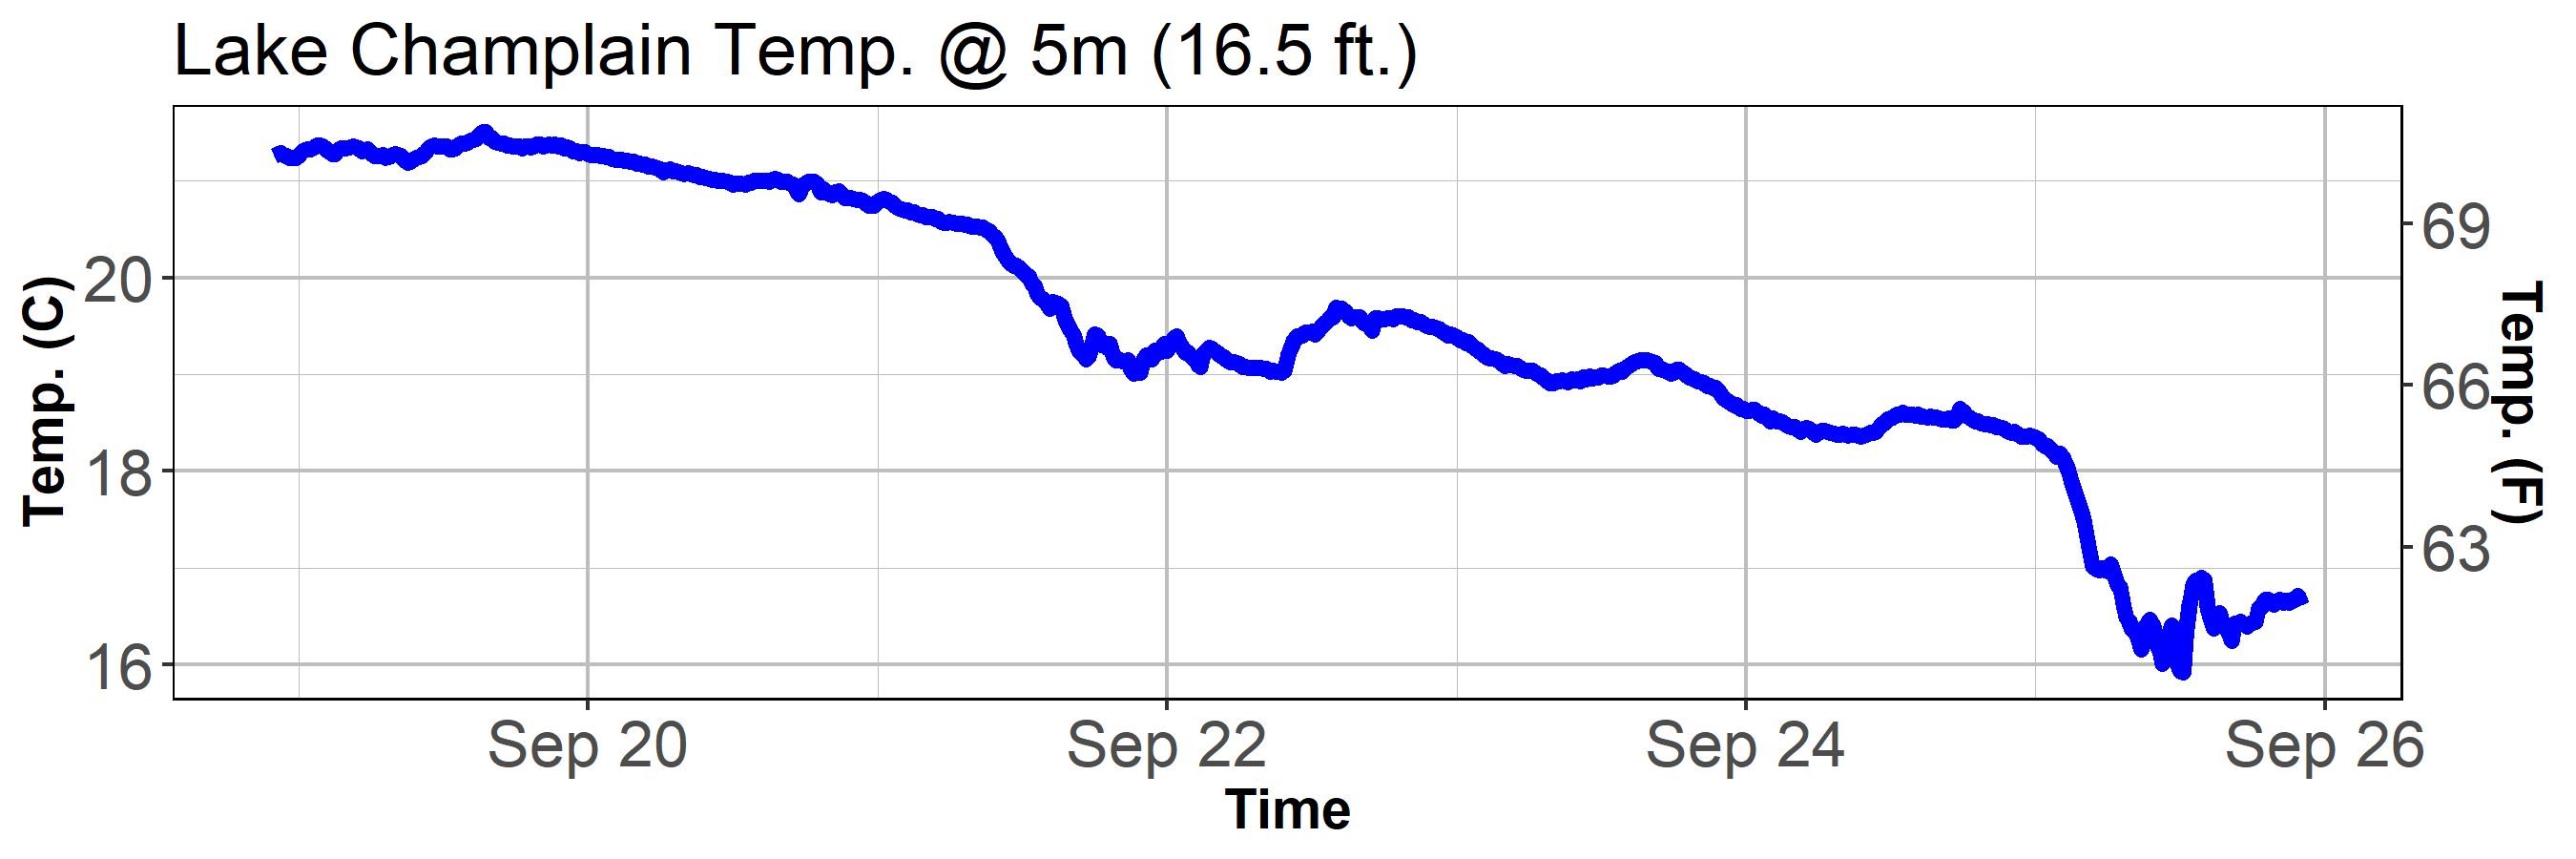 Lake Champlain Temp. @ 5m (16.5 ft.)
Temp. (C)
20
18
16
69
66
63
Temp. (F)
Sep 20
Sep 22
Sep 24
Sep 26
Time